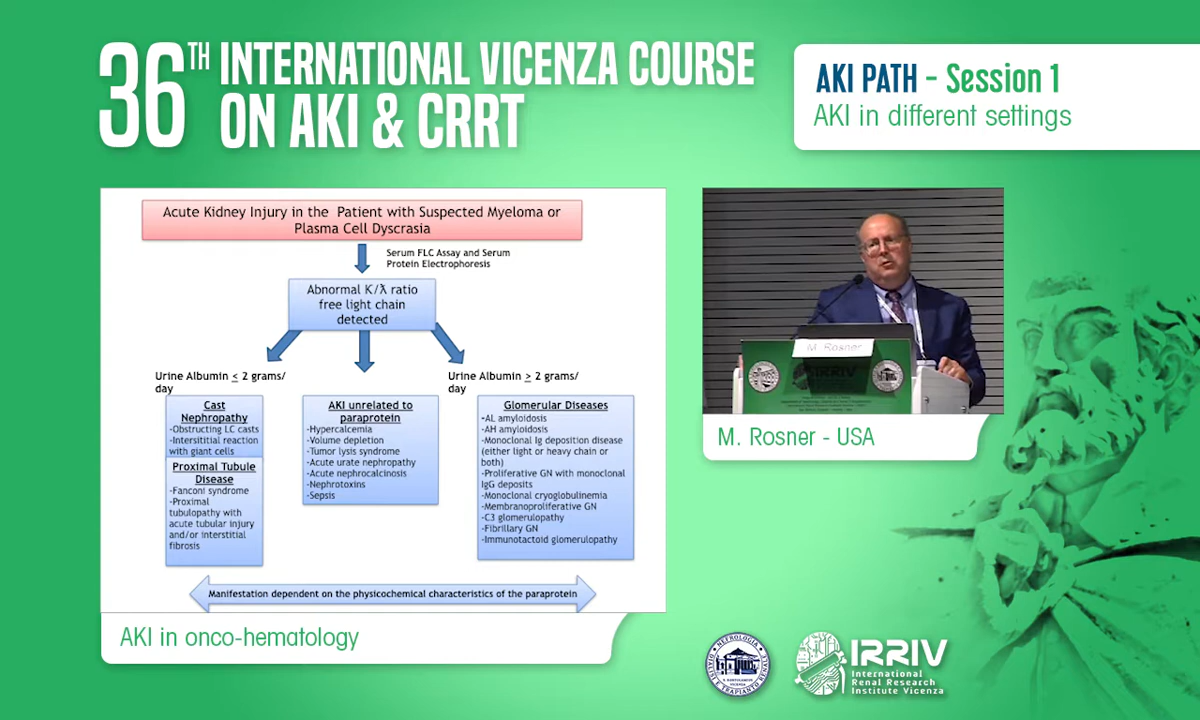 36TH INTERNATIONAL VICENZA COURSE
ON AKI & CRRT
AKI PATH - Session 1
AKI in different settings
Acute Kidney Injury in the Patient with Suspected Myeloma or
Plasma Cell Dyscrasia
Serum FLC Assay and Serum
Protein Electrophoresis
Abnormal K/ƛ ratio
free light chain
detected
Urine Albumin < 2 grams/
day
Urine Albumin > 2 grams/
day
Cast
Nephropathy
-Obstructing LC casts
-Intersititial reaction
with giant cells
Proximal Tubule
Disease
-Fanconi syndrome
-Proximal
tubulopathy with
acute tubular injury
and/or interstitial
fibrosis
AKI unrelated to
paraprotein
-Hypercalcemia
-Volume depletion
-Tumor lysis syndrome
-Acute urate nephropathy
-Acute nephrocalcinosis
-Nephrotoxins
-Sepsis
Glomerular Diseases
-AL amyloidosis
-AH amyloidosis
-Monoclonal Ig deposition disease
(either light or heavy chain or
both)
-Proliferative GN with monoclonal
IgG deposits
-Monoclonal cryoglobulinemia
-Membranoproliferative GN
-C3 glomerulopathy
-Fibrillary GN
-Immunotactoid glomerulopathy
Manifestation dependent on the physicochemical characteristics of the paraprotein
AKI in onco-hematology
M. Rosner
IRRIV
M. Rosner - USA
NEFROLOGIA
DIALISI E TRAPIANTO RENALE
S. BORTOLO VICENZA
IRRIV
International
Renal Research
Institute Vicenza